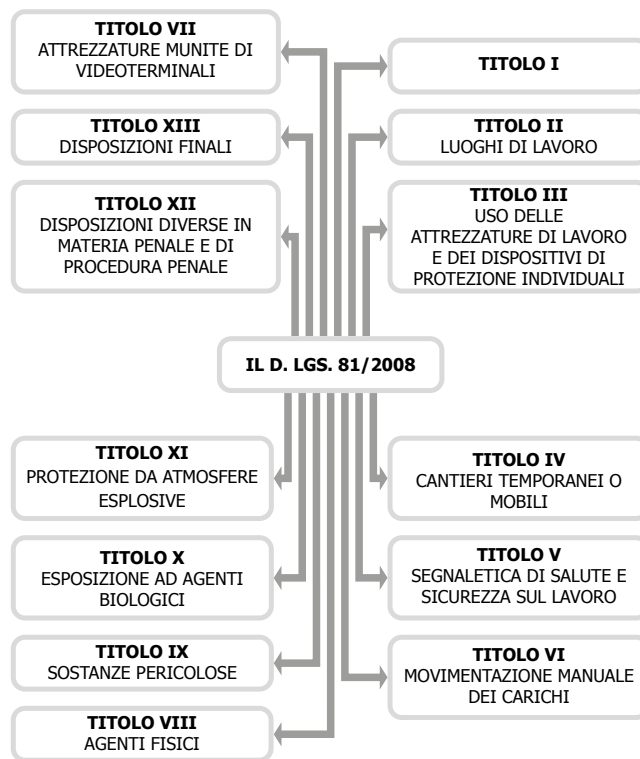 TITOLO VII
ATTREZZATURE MUNITE DI
VIDEOTERMINALI
TITOLO I
TITOLO XIII
DISPOSIZIONI FINALI
TITOLO II
LUOGHI DI LAVORO
TITOLO XII
DISPOSIZIONI DIVERSE IN
MATERIA PENALE E DI
PROCEDURA PENALE
TITOLO III
USO DELLE
ATTREZZATURE DI LAVORO
E DEI DISPOSITIVI DI
PROTEZIONE INDIVIDUALI
IL D. LGS. 81/2008
TITOLO XI
PROTEZIONE DA ATMOSFERE
ESPLOSIVE
TITOLO IV
CANTIERI TEMPORANEI O
MOBILI
TITOLO X
ESPOSIZIONE AD AGENTI
BIOLOGICI
TITOLO V
SEGNALETICA DI SALUTE E
SICUREZZA SUL LAVORO
TITOLO IX
SOSTANZE PERICOLOSE
TITOLO VI
MOVIMENTAZIONE MANUALE
DEI CARICHI
TITOLO VIII
AGENTI FISICI